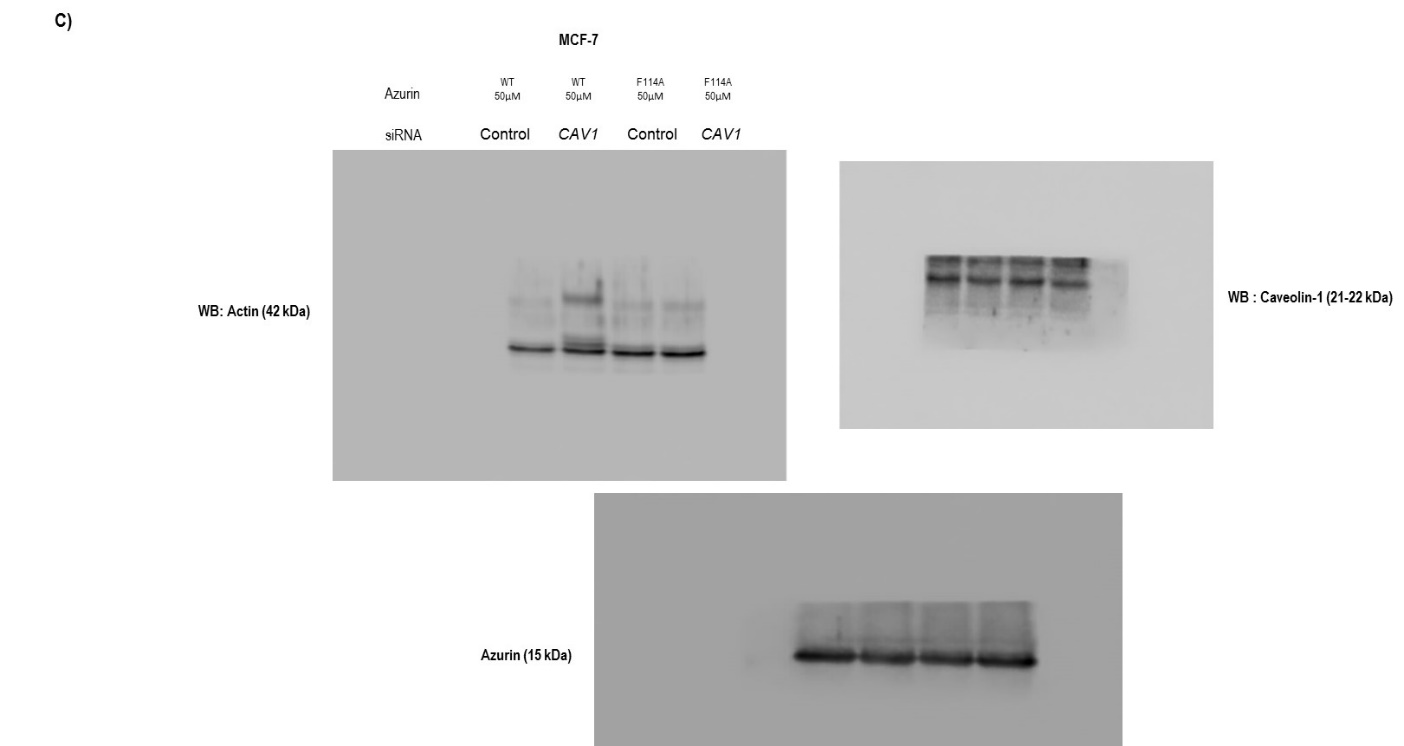 C)
MCF-7
Azurin WT 50µM WT 50µM F114A 50µM F114A 50µM
siRNA Control CAV1 Control CAV1
WB: Actin (42 kDa)
WB : Caveolin-1 (21-22 kDa)
Azurin (15 kDa)